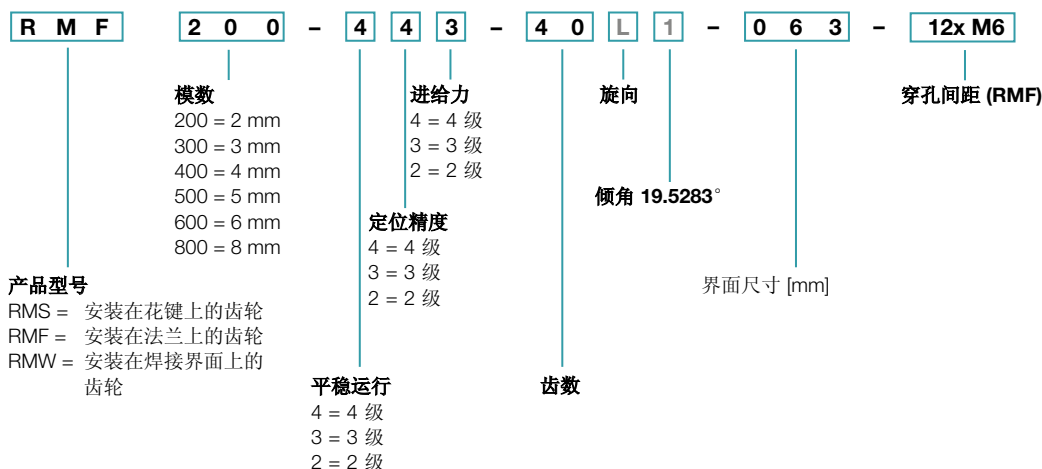 R M F 2 0 0 – 4 4 3 – 4 0 L 1 – 0 6 3 – 12x M6
模数
200 = 2 mm
300 = 3 mm
400 = 4 mm
500 = 5 mm
600 = 6 mm
800 = 8 mm
进给力
4 = 4 级
3 = 3 级
2 = 2 级
旋向
穿孔间距 (RMF)
倾角 19.5283°
定位精度
4 = 4 级
3 = 3 级
2 = 2 级
界面尺寸 [mm]
产品型号
RMS = 安装在花键上的齿轮
RMF = 安装在法兰上的齿轮
RMW = 安装在焊接界面上的
齿轮
平稳运行
4 = 4 级
3 = 3 级
2 = 2 级
齿数